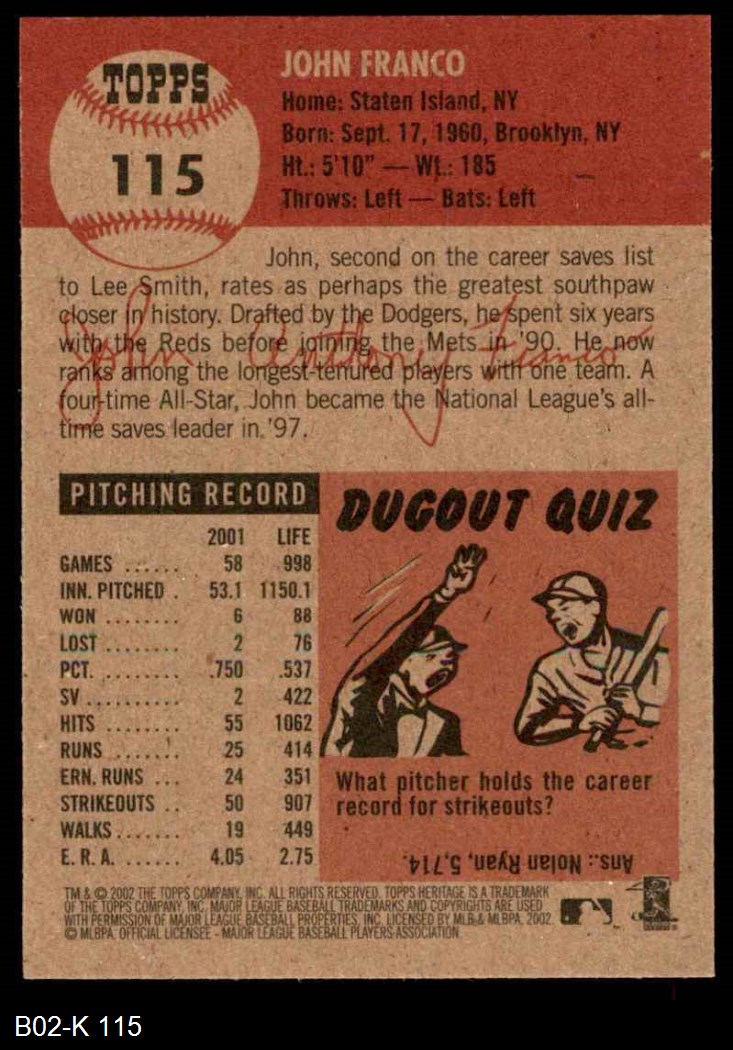 TOPPS
115
JOHN FRANCO
Home: Staten Island, NY
Born: Sept. 17, 1960, Brooklyn, NY
Ht.: 5'10" — Wt.: 185
Throws: Left — Bats: Left
John, second on the career saves list
to Lee Smith, rates as perhaps the greatest southpaw
closer in history. Drafted by the Dodgers, he spent six years
with the Reds before joining the Mets in '90. He now
ranks among the longest-tenured players with one team. A
four-time All-Star, John became the National League's all-
time saves leader in '97.
John Anthony Franco
PITCHING RECORD
2001 LIFE
GAMES ...... 58 998
INN. PITCHED . 53.1 1150.1
WON ........ 6 88
LOST ........ 2 76
PCT. ........ .750 .537
SV .......... 2 422
HITS ........ 55 1062
RUNS ....... 25 414
ERN. RUNS ... 24 351
STRIKEOUTS .. 50 907
WALKS....... 19 449
E. R. A. ...... 4.05 2.75
DUGOUT QUIZ
What pitcher holds the career
record for strikeouts?
Ans.: Nolan Ryan, 5,714.
TM & © 2002 THE TOPPS COMPANY, INC. ALL RIGHTS RESERVED. TOPPS HERITAGE IS A TRADEMARK
OF THE TOPPS COMPANY, INC. MAJOR LEAGUE BASEBALL TRADEMARKS AND COPYRIGHTS ARE USED
WITH PERMISSION OF MAJOR LEAGUE BASEBALL PROPERTIES, INC. LICENSED BY MLB & MLBPA, 2002.
© MLBPA. OFFICIAL LICENSEE - MAJOR LEAGUE BASEBALL PLAYERS ASSOCIATION.
B02-K 115